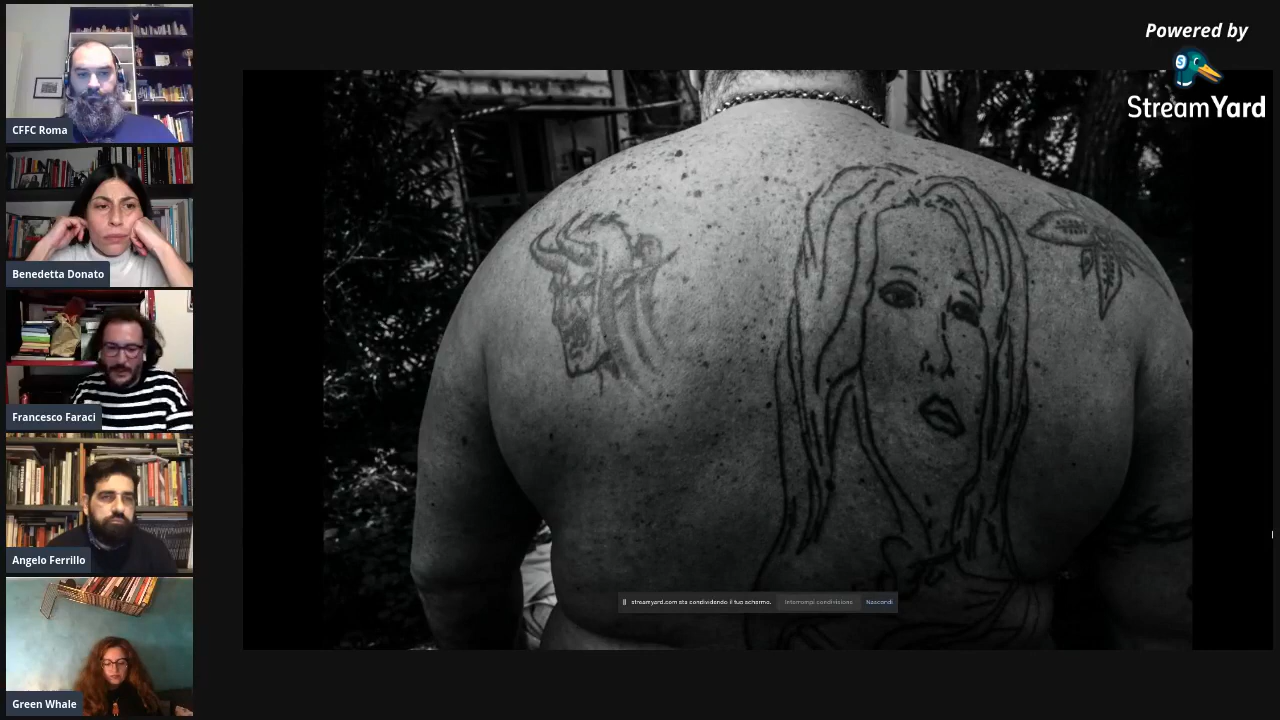 CFFC Roma
Benedetta Donato
Francesco Faraci
Angelo Ferrillo
Green Whale
Powered by
StreamYard
streamyard.com sta condividendo il tuo schermo.
Interrompi condivisione
Nascondi